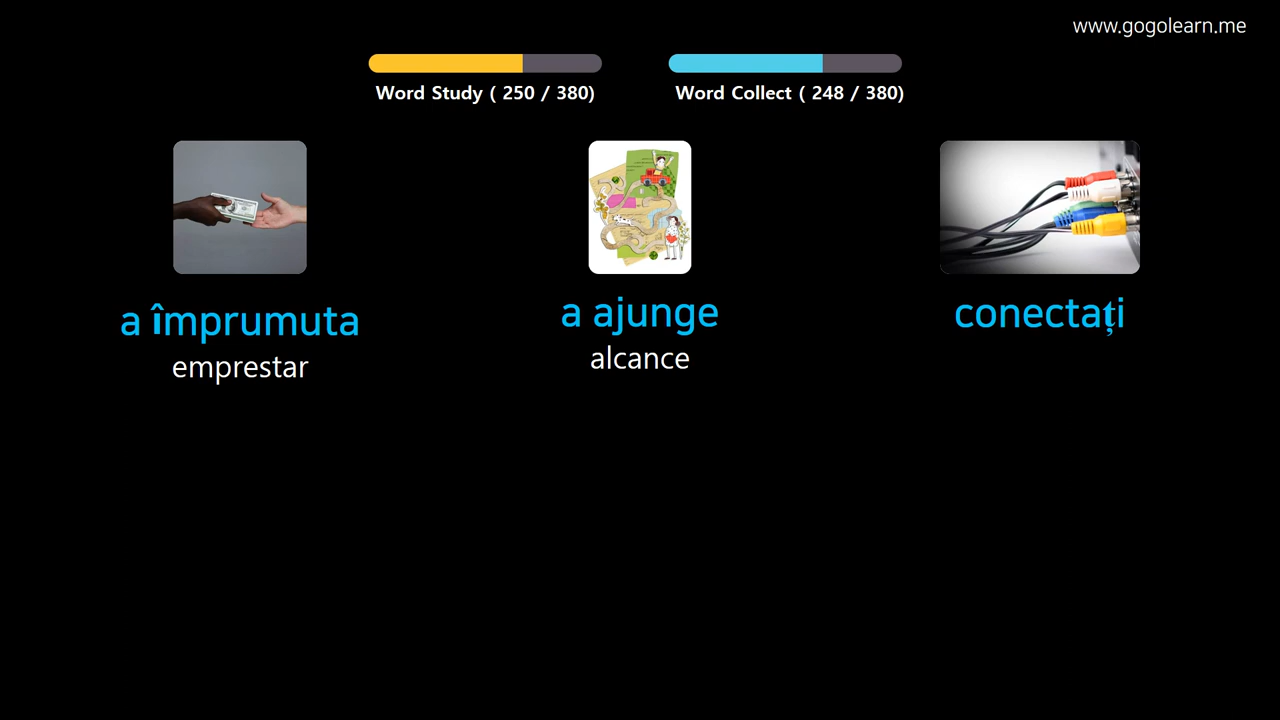 www.gogolearn.me
Word Study ( 250 / 380)
Word Collect ( 248 / 380)
a împrumuta
emprestar
a ajunge
alcance
conectați